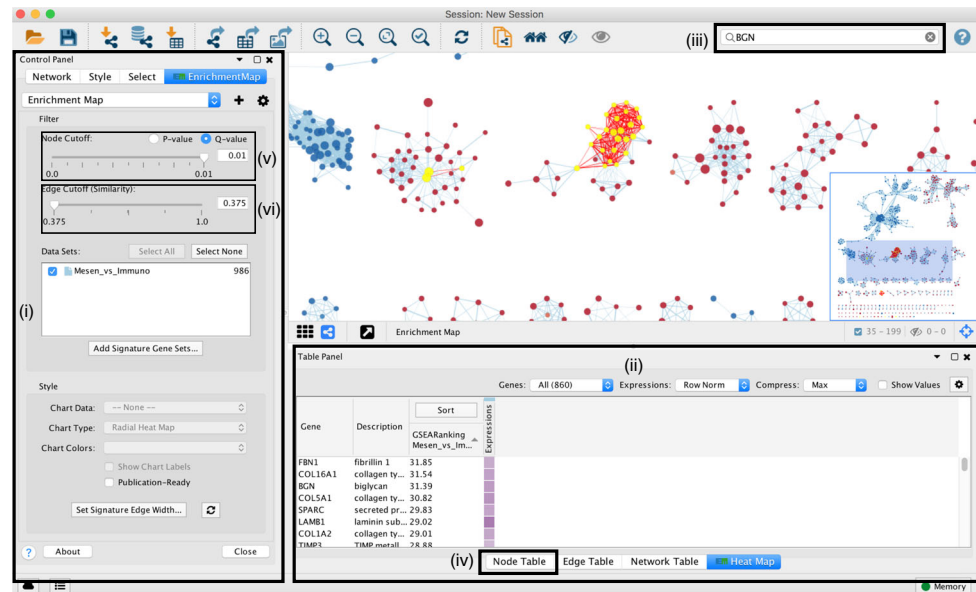 Session: New Session
(iii)
BGN
Control Panel
Network Style Select EnrichmentMap
Enrichment Map
Filter
Node Cutoff: P-value Q-value
0.01
(v)
0.0 0.01
Edge Cutoff (Similarity):
0.375
(vi)
0.375 1.0
Data Sets: Select All Select None
Mesen_vs_Immuno 986
(i)
Add Signature Gene Sets...
Style
Chart Data: -- None --
Chart Type: Radial Heat Map
Chart Colors:
Show Chart Labels
Publication-Ready
Set Signature Edge Width...
? About Close
Enrichment Map
35 - 199 0 - 0
Table Panel
(ii)
Genes: All (860) Expressions: Row Norm Compress: Max Show Values
Sort
Gene Description GSEARanking Mesen_vs_Im... Expressions
FBN1 fibrillin 1 31.85
COL16A1 collagen ty... 31.54
BGN biglycan 31.39
COL5A1 collagen ty... 30.82
SPARC secreted pr... 29.83
LAMB1 laminin sub... 29.02
COL1A2 collagen ty... 29.01
TIMP3 TIMP metall... 28.88
(iv)
Node Table Edge Table Network Table Heat Map
Memory